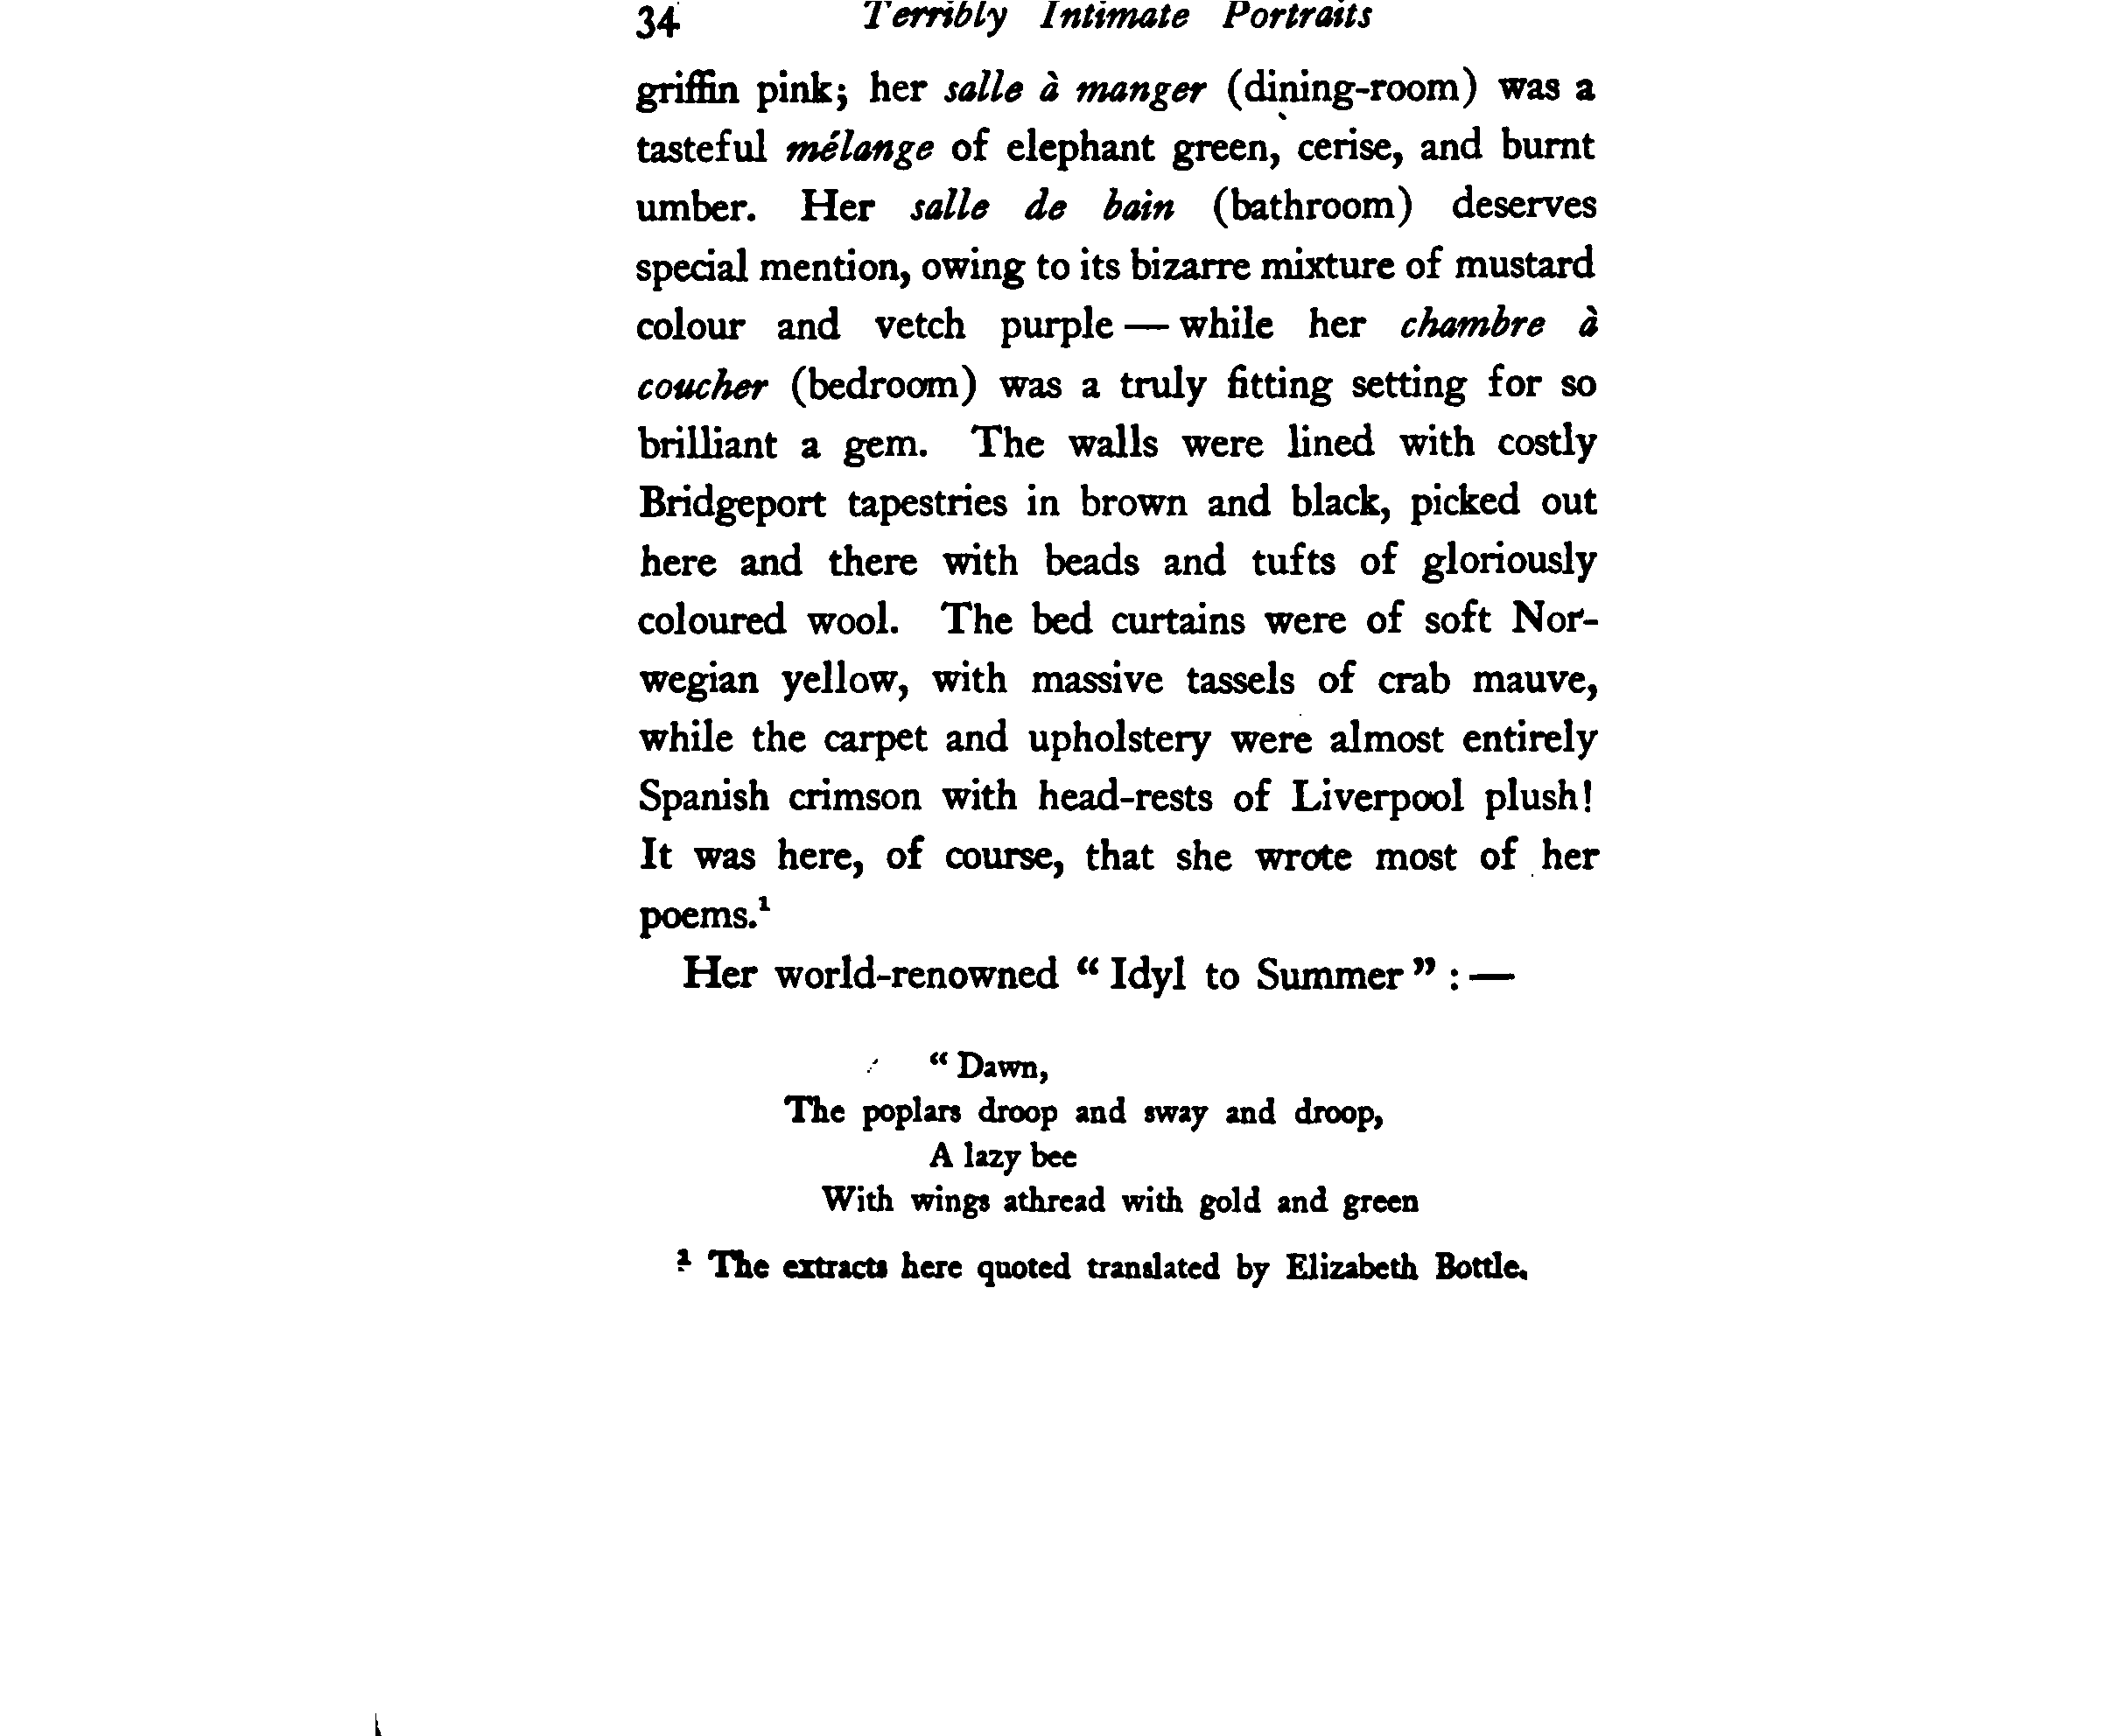 34 Terribly Intimate Portraits
griffin pink; her salle à manger (dining-room) was a
tasteful mélange of elephant green, cerise, and burnt
umber. Her salle de bain (bathroom) deserves
special mention, owing to its bizarre mixture of mustard
colour and vetch purple — while her chambre à
coucher (bedroom) was a truly fitting setting for so
brilliant a gem. The walls were lined with costly
Bridgeport tapestries in brown and black, picked out
here and there with beads and tufts of gloriously
coloured wool. The bed curtains were of soft Nor-
wegian yellow, with massive tassels of crab mauve,
while the carpet and upholstery were almost entirely
Spanish crimson with head-rests of Liverpool plush!
It was here, of course, that she wrote most of her
poems.¹
Her world-renowned “ Idyl to Summer ” : —
“ Dawn,
The poplars droop and sway and droop,
A lazy bee
With wings athread with gold and green
¹ The extracts here quoted translated by Elizabeth Bottle.